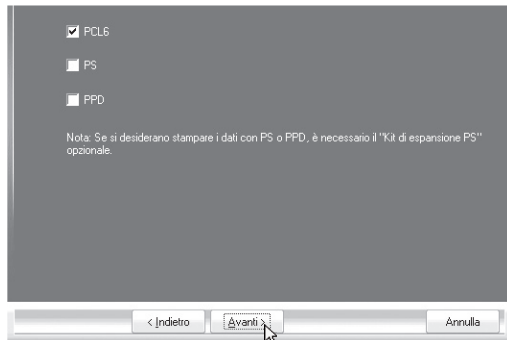 PCL6
PS
PPD
Nota: Se si desiderano stampare i dati con PS o PPD, è necessario il "Kit di espansione PS"
opzionale.
< Indietro
Avanti >
Annulla